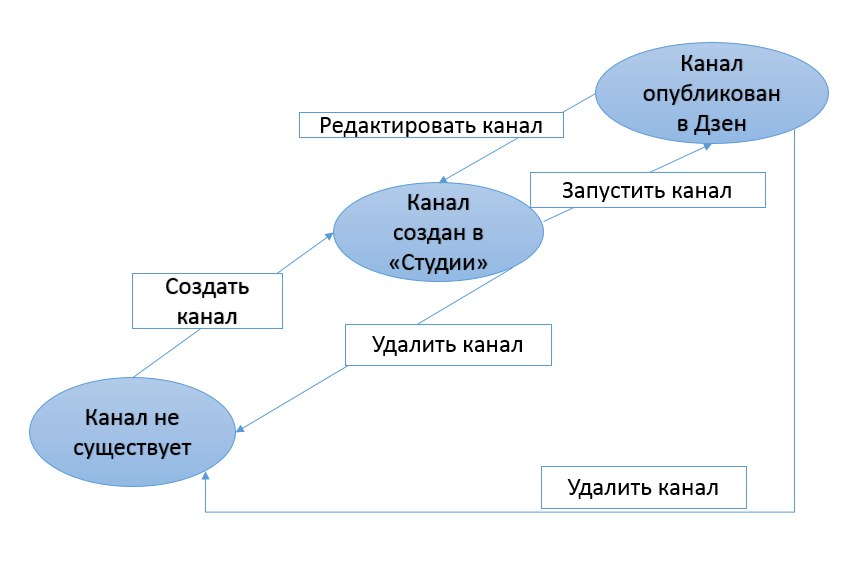 Канал
опубликован
в Дзен
Редактировать канал
Запустить канал
Канал
создан в
«Студии»
Создать
канал
Удалить канал
Канал не
существует
Удалить канал